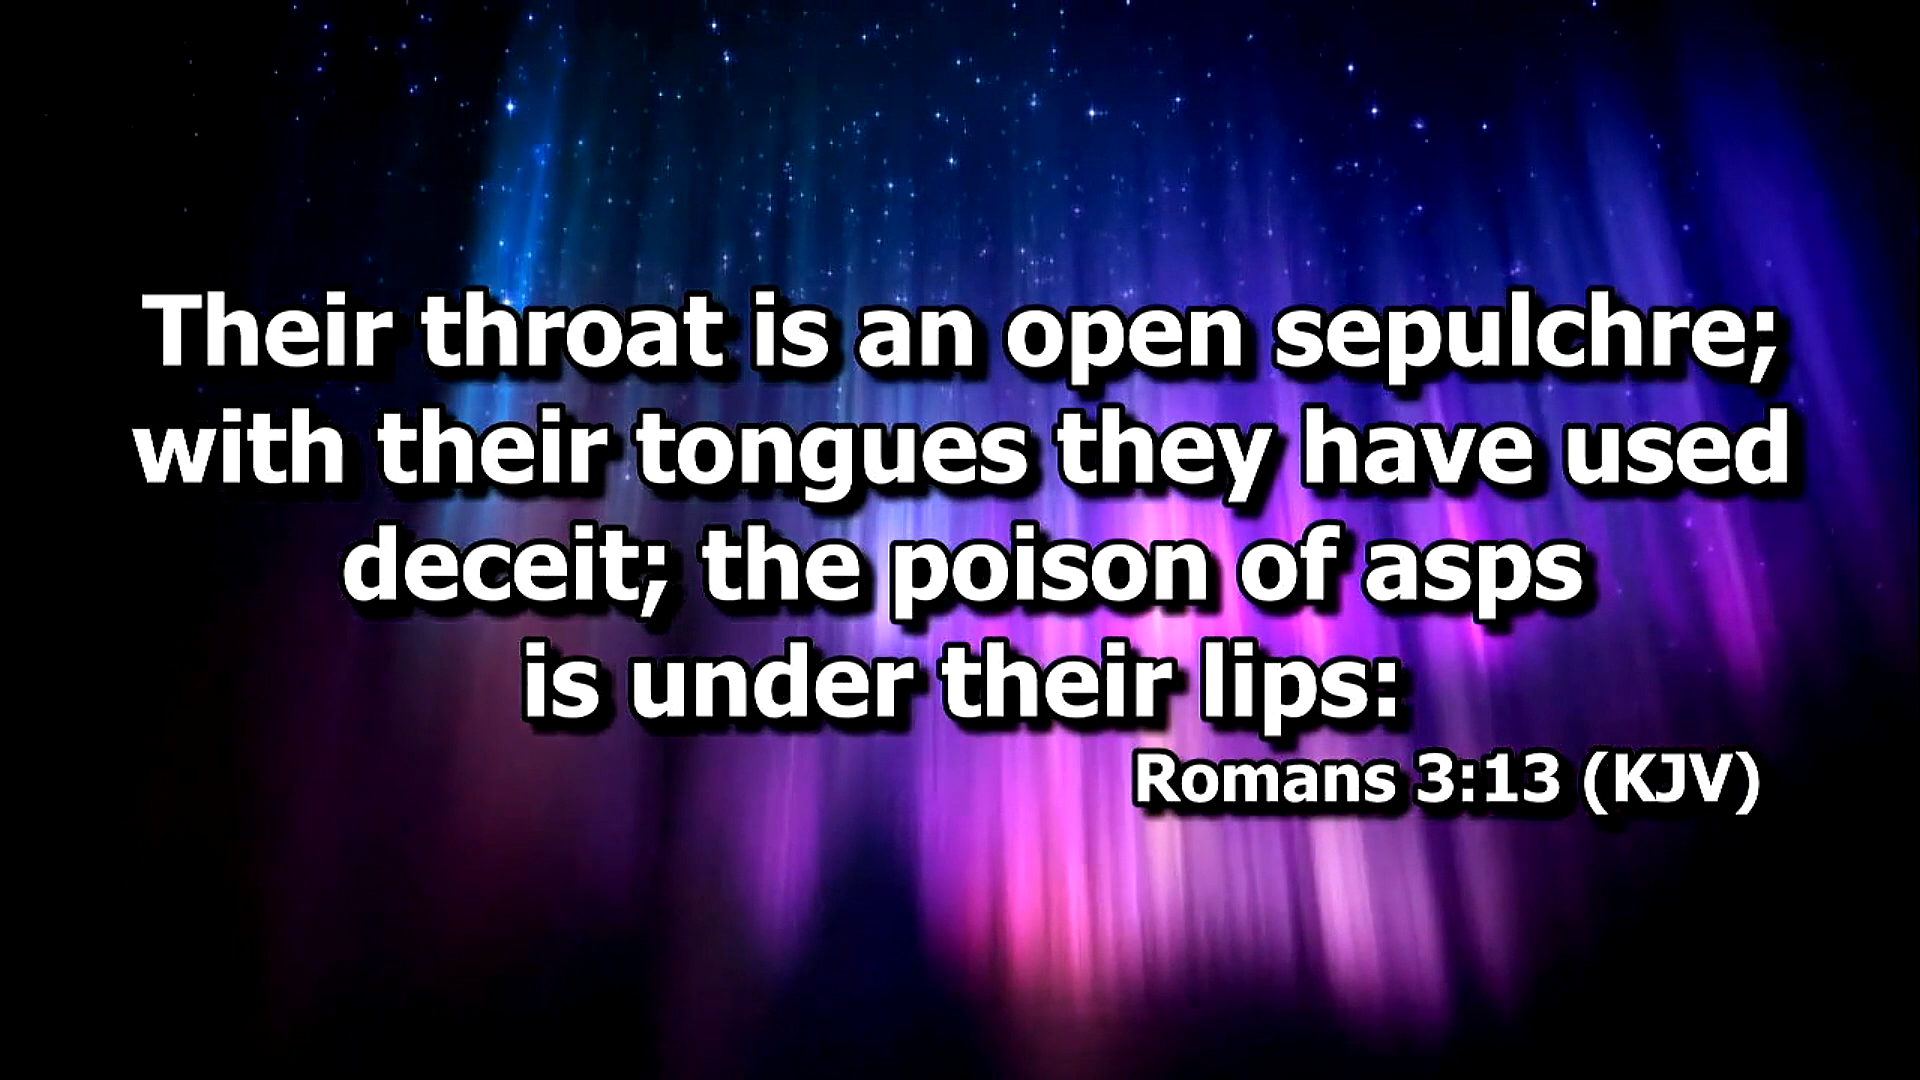 Their throat is an open sepulchre;
with their tongues they have used
deceit; the poison of asps
is under their lips:
Romans 3:13 (KJV)